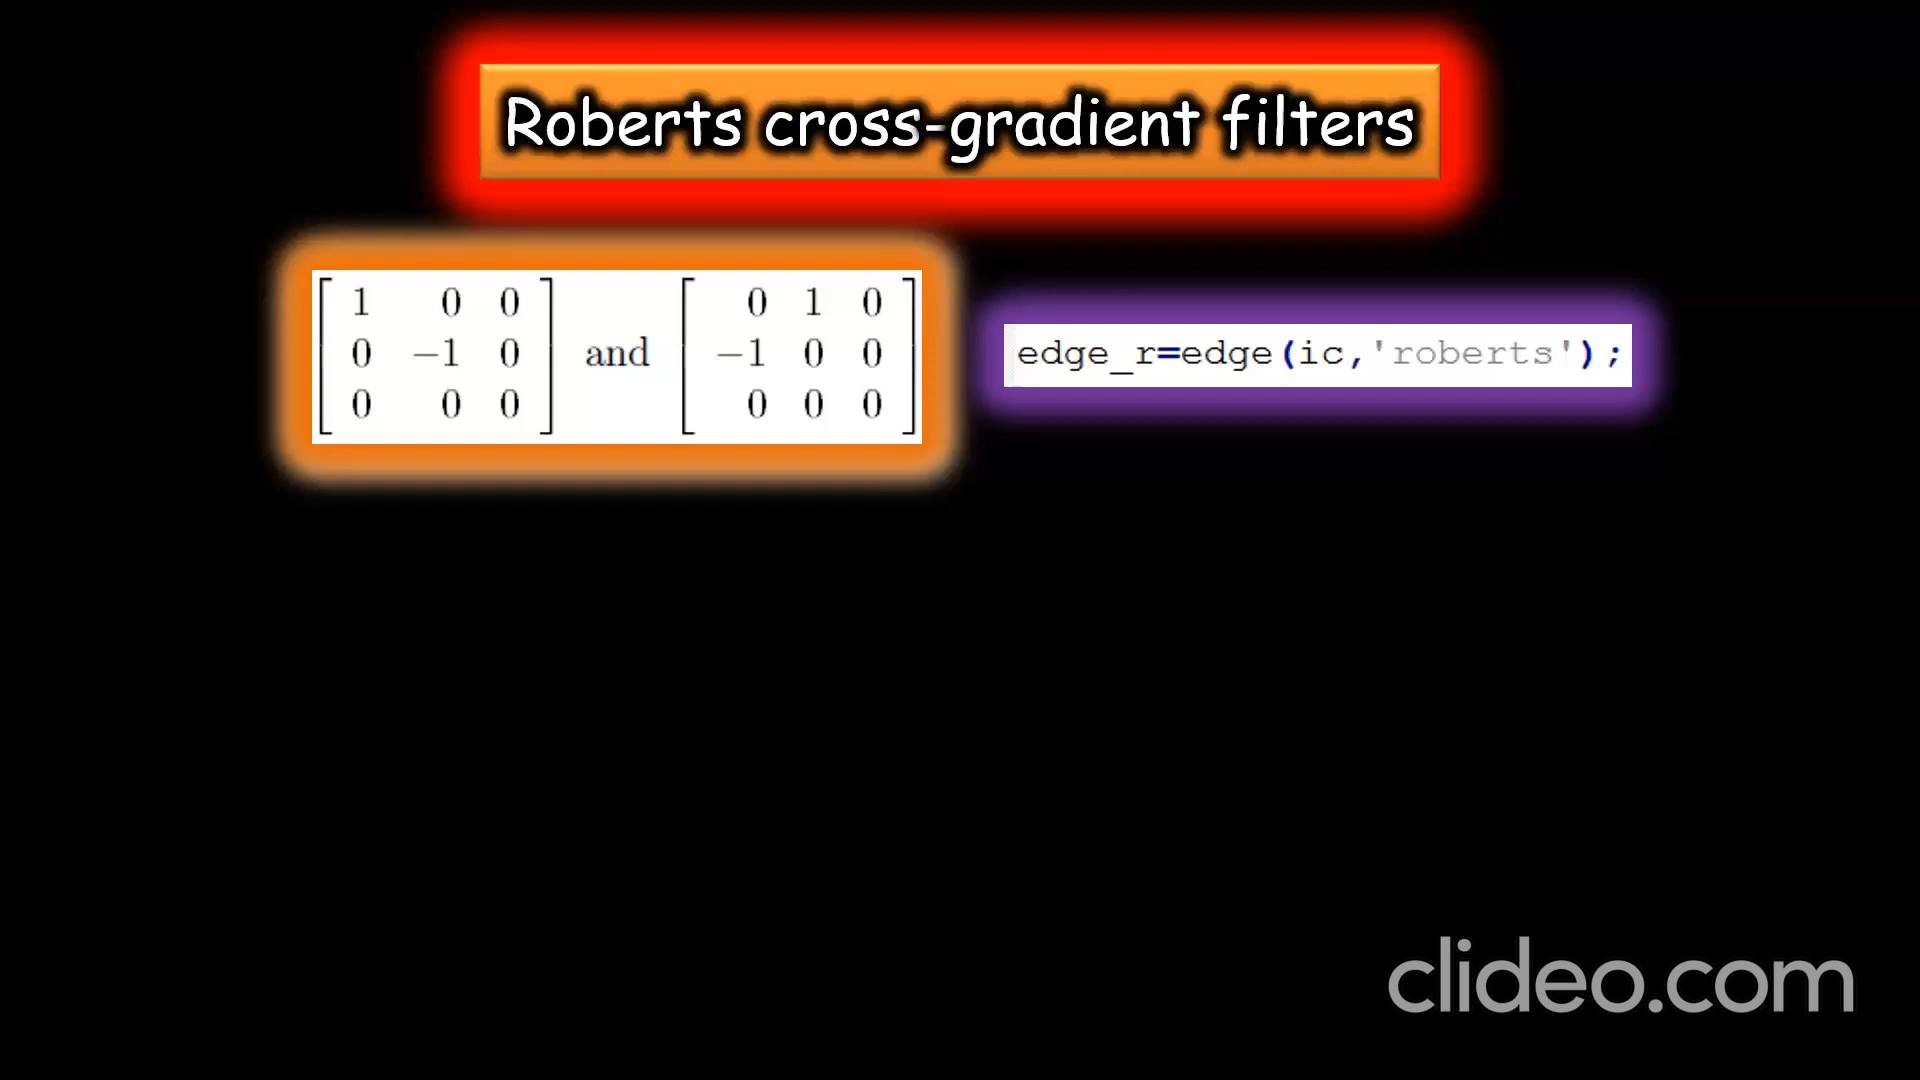 Roberts cross-gradient filters
1 0 0
0 −1 0
0 0 0
and
0 1 0
−1 0 0
0 0 0
edge_r=edge(ic,'roberts');
clideo.com